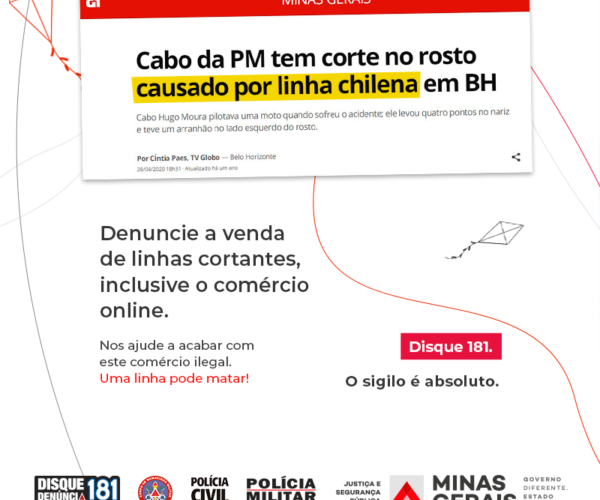 G1
MINAS GERAIS
Cabo da PM tem corte no rosto
causado por linha chilena em BH
Cabo Hugo Moura pilotava uma moto quando sofreu o acidente; ele levou quatro pontos no nariz
e teve um arranhão no lado esquerdo do rosto.
Por Cíntia Paes, TV Globo — Belo Horizonte
28/04/2020 18h31 · Atualizado há um ano
Denuncie a venda
de linhas cortantes,
inclusive o comércio
online.
Nos ajude a acabar com
este comércio ilegal.
Uma linha pode matar!
Disque 181.
O sigilo é absoluto.
DISQUE
DENÚNCIA
181
POLÍCIA
CIVIL
POLÍCIA
MILITAR
JUSTIÇA E
SEGURANÇA
PÚBLICA
MINAS
GERAIS
GOVERNO
DIFERENTE.
ESTADO